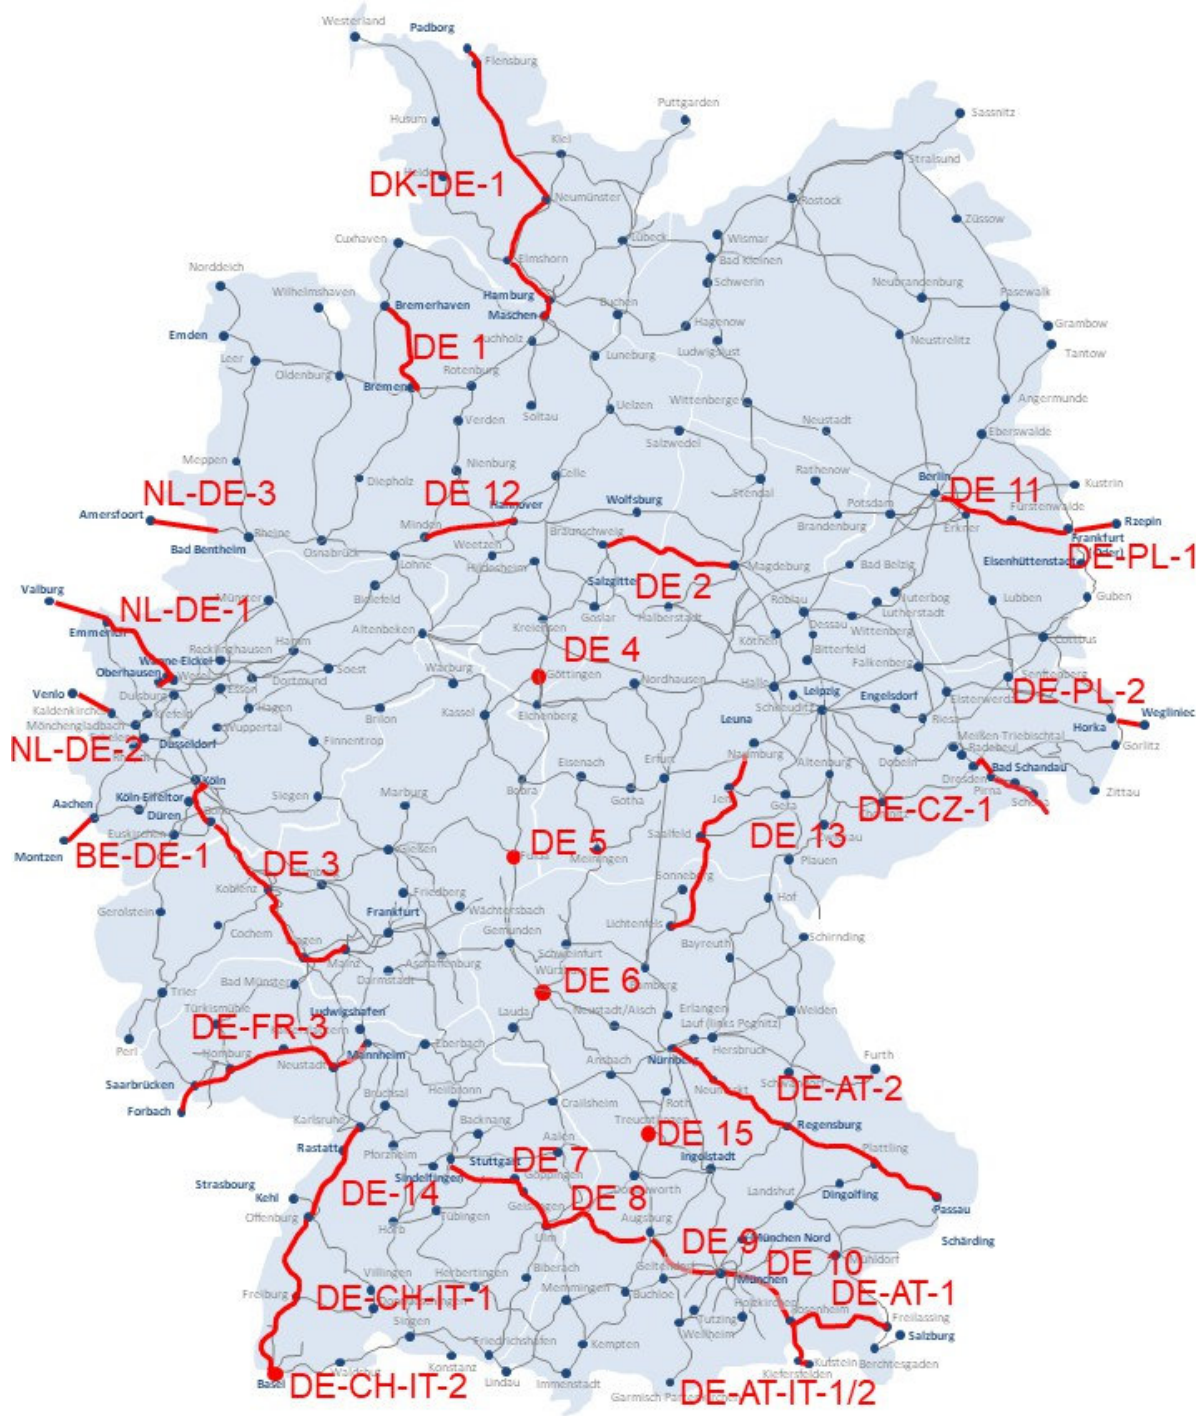 Westerland
Padborg
Flensburg
Puttgarden
Sassnitz
Husum
Kiel
Stralsund
DK-DE-1
Neumünster
Rostock
Züssow
Cuxhaven
Lübeck
Wismar
Elmshorn
Bad Kleinen
Norddeich
Neubrandenburg
Schwerin
Wilhelmshaven
Hamburg
Bremerhaven
Büchen
Pasewalk
Maschen
Hagenow
Grambow
Emden
DE 1
Buchholz
Neustrelitz
Leer
Luneburg
Ludwigslust
Tantow
Oldenburg
Rotenburg
Bremen
Wittenberge
Angermunde
Soltau
Uelzen
Verden
Neustadt
Salzwedel
Eberswalde
Meppen
Nienburg
Celle
Rathenow
Berlin
Diepholz
Kustrin
NL-DE-3
DE 12
Stendal
DE 11
Hannover
Wolfsburg
Potsdam
Fürstenwalde
Amersfoort
Minden
Brandenburg
Erkner
Rzepin
Rheine
Braunschweig
Frankfurt
(Oder)
Bad Bentheim
Osnabrück
Weetzen
DE-PL-1
Lohne
Hildesheim
Magdeburg
Bad Belzig
Eisenhüttenstadt
Salzgitter
DE 2
Valburg
NL-DE-1
Münster
Bielefeld
Roßlau
Juterbog
Lubben
Guben
Goslar
Halberstadt
Lutherstadt
Wittenberg
Emmerich
Altenbeken
Kreiensen
Dessau
Köthen
Cottbus
Hamm
Bitterfeld
Recklinghausen
DE 4
Wanne-Eickel
Soest
Warburg
Falkenberg
Oberhausen
Wesel
Göttingen
Senftenberg
Dortmund
Nordhausen
Halle
Venlo
Duisburg
Essen
Leipzig
Engelsdorf
Elsterwerda
DE-PL-2
Kaldenkirchen
Krefeld
Hagen
Kassel
Eichenberg
Schkeuditz
Wegliniec
Mönchengladbach
Wuppertal
Brilon
Leuna
Riesa
Horka
NL-DE-2
Düsseldorf
Finnentrop
Naumburg
Meißen-Triebischtal
Görlitz
Radebeul
Erfurt
Dobeln
Köln
Eisenach
Altenburg
Dresden
Bad Schandau
Bebra
Gotha
Jena
Gera
Pirna
Schöna
Zittau
Köln-Eifeltor
Siegen
Marburg
DE-CZ-1
Aachen
Düren
Euskirchen
DE 5
Saalfeld
DE 13
Zwickau
Montzen
BE-DE-1
Gießen
Fulda
Meiningen
Plauen
DE 3
Koblenz
Friedberg
Sonneberg
Hof
Gerolstein
Frankfurt
Wächtersbach
Lichtenfels
Cochem
Gemunden
Schweinfurt
Bayreuth
Schirnding
Mainz
Aschaffenburg
Darmstadt
Bad Münster
Würzburg
DE 6
Bamberg
Trier
Türkismühle
Ludwigshafen
Lauda
Neustadt/Aisch
Erlangen
Weiden
DE-FR-3
Lauf (links Pegnitz)
Perl
Mannheim
Eberbach
Hersbruck
Furth
Homburg
Neustadt
Ansbach
Nürnberg
Neumarkt
Schwandorf
Saarbrücken
DE-AT-2
Forbach
Bruchsal
Heilbronn
Crailsheim
Roth
Karlsruhe
Backnang
Treuchtlingen
Regensburg
DE 15
Rastatt
Pforzheim
Aalen
Plattling
Stuttgart
DE 7
Ingolstadt
Sindelfingen
Göppingen
Strasbourg
Kehl
DE-14
DE 8
Donauwörth
Landshut
Dingolfing
Geislingen
Passau
Offenburg
Tübingen
Horb
Ulm
Augsburg
München Nord
Schärding
DE 9
DE 10
Mühldorf
Villingen
Herbertingen
Biberach
Geltendorf
München
Freiburg
DE-CH-IT-1
Donaueschingen
Memmingen
Buchloe
Holzkirchen
Rosenheim
DE-AT-1
Singen
Tutzing
Freilassing
Weilheim
Salzburg
Friedrichshafen
Kempten
Waldshut
Konstanz
Kufstein
Berchtesgaden
Basel
DE-CH-IT-2
Lindau
Immenstadt
Kiefersfelden
Garmisch Partenkirchen
DE-AT-IT-1/2